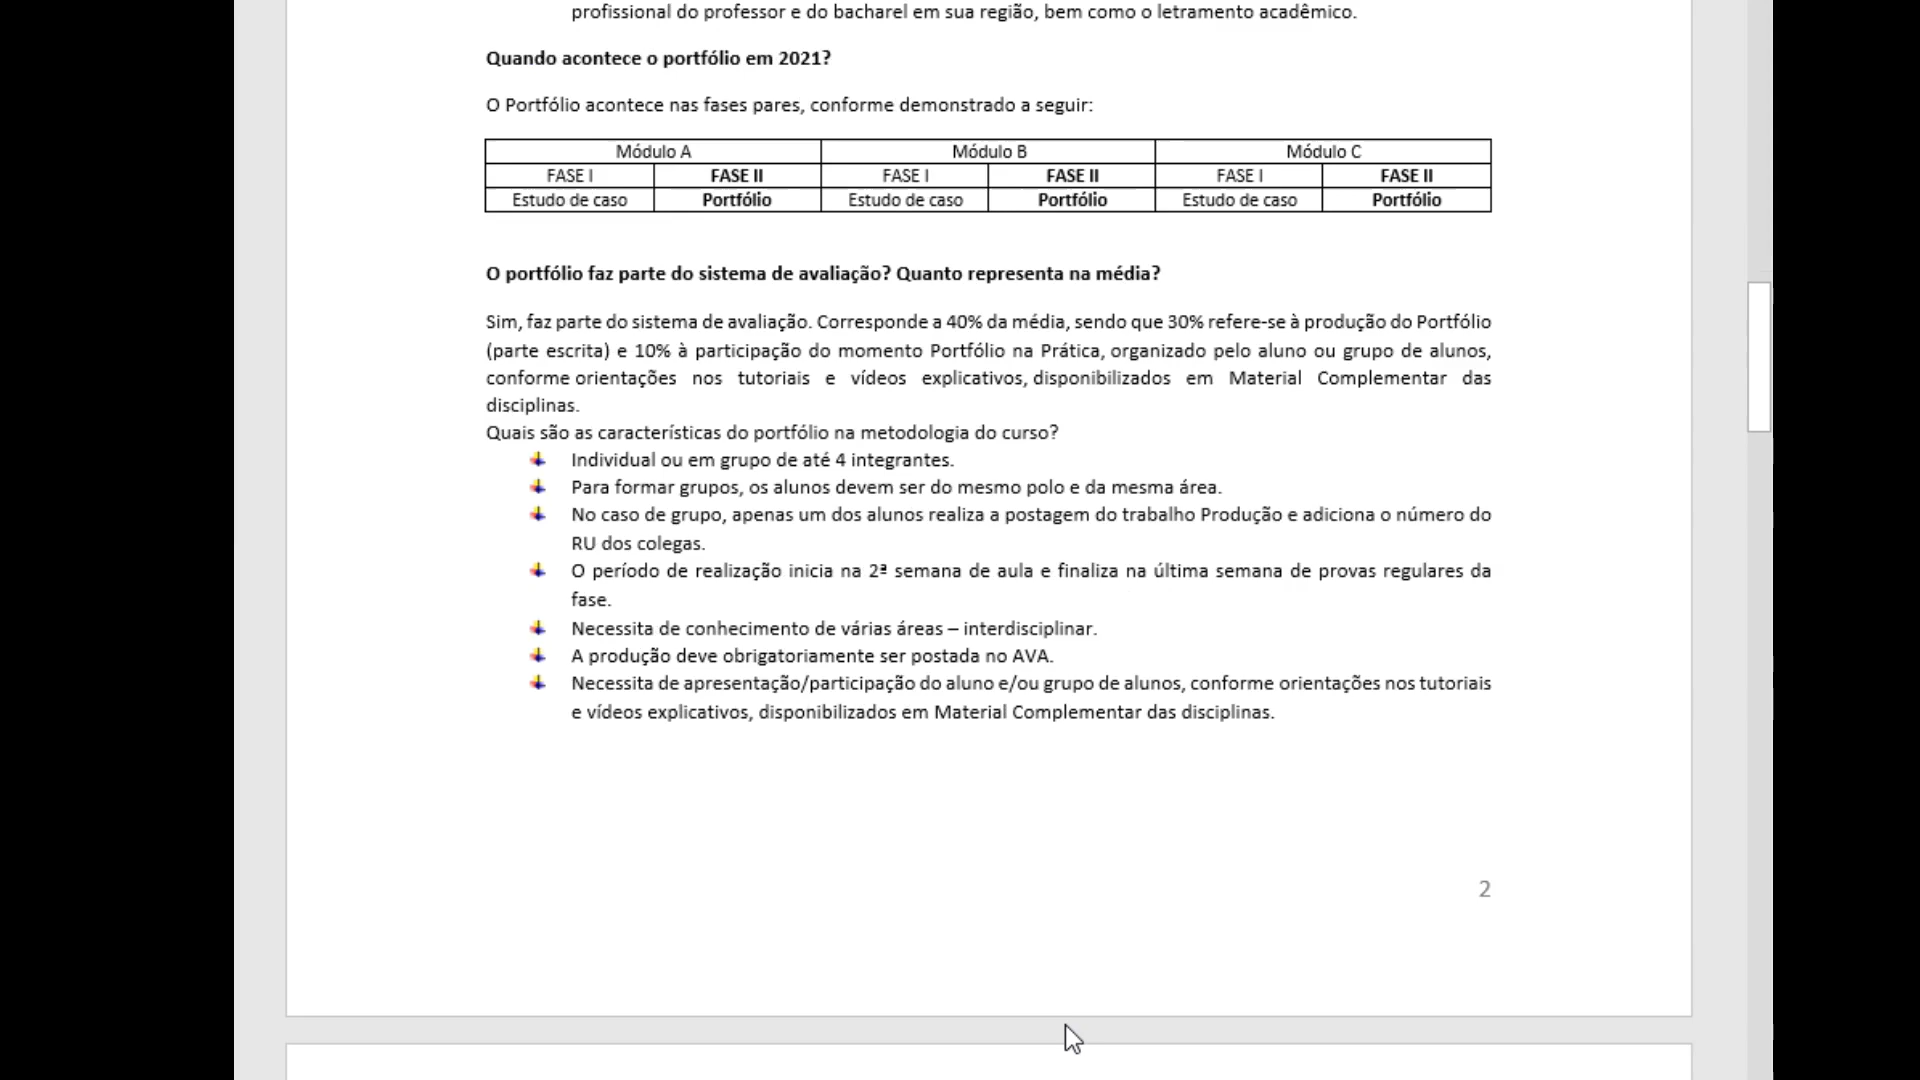 profissional do professor e do bacharel em sua região, bem como o letramento acadêmico.
Quando acontece o portfólio em 2021?
O Portfólio acontece nas fases pares, conforme demonstrado a seguir:
Módulo A Módulo B Módulo C
FASE I FASE II FASE I FASE II FASE I FASE II
Estudo de caso Portfólio Estudo de caso Portfólio Estudo de caso Portfólio
O portfólio faz parte do sistema de avaliação? Quanto representa na média?
Sim, faz parte do sistema de avaliação. Corresponde a 40% da média, sendo que 30% refere-se à produção do Portfólio
(parte escrita) e 10% à participação do momento Portfólio na Prática, organizado pelo aluno ou grupo de alunos,
conforme orientações nos tutoriais e vídeos explicativos, disponibilizados em Material Complementar das
disciplinas.
Quais são as características do portfólio na metodologia do curso?
Individual ou em grupo de até 4 integrantes.
Para formar grupos, os alunos devem ser do mesmo polo e da mesma área.
No caso de grupo, apenas um dos alunos realiza a postagem do trabalho Produção e adiciona o número do
RU dos colegas.
O período de realização inicia na 2ª semana de aula e finaliza na última semana de provas regulares da
fase.
Necessita de conhecimento de várias áreas – interdisciplinar.
A produção deve obrigatoriamente ser postada no AVA.
Necessita de apresentação/participação do aluno e/ou grupo de alunos, conforme orientações nos tutoriais
e vídeos explicativos, disponibilizados em Material Complementar das disciplinas.
2